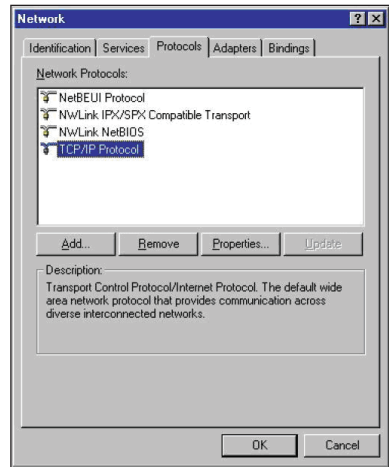 Network
? X
Identification Services Protocols Adapters Bindings
Network Protocols:
NetBEUI Protocol
NWLink IPX/SPX Compatible Transport
NWLink NetBIOS
TCP/IP Protocol
Add... Remove Properties... Update
Description:
Transport Control Protocol/Internet Protocol. The default wide
area network protocol that provides communication across
diverse interconnected networks.
OK Cancel